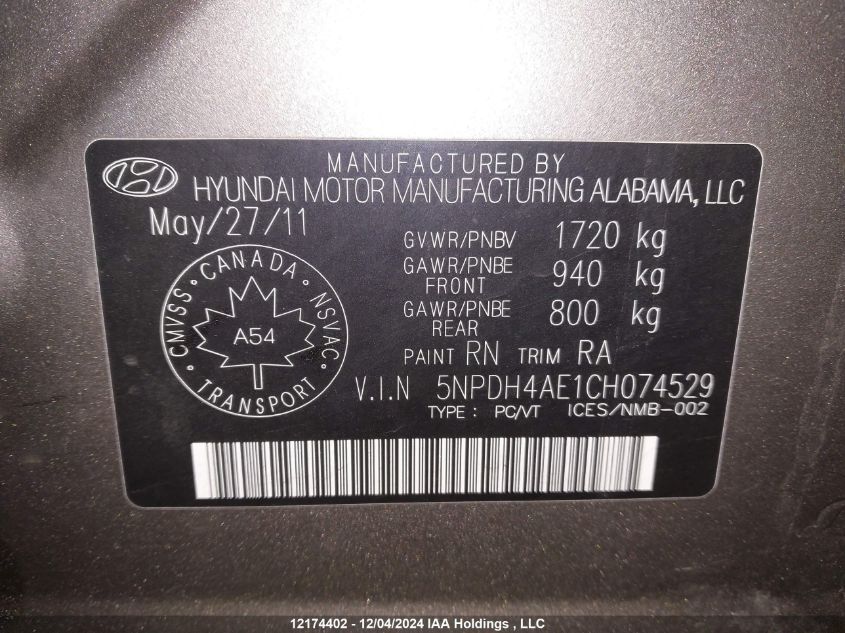 MANUFACTURED BY
HYUNDAI MOTOR MANUFACTURING ALABAMA, LLC
May/27/11
GVWR/PNBV 1720 kg
GAWR/PNBE FRONT 940 kg
GAWR/PNBE REAR 800 kg
PAINT RN TRIM RA
V.I.N 5NPDH4AE1CH074529
TYPE: PC/VT ICES/NMB-002
CMVSS • CANADA • NSVAC
A54
• TRANSPORT •
12174402 - 12/04/2024 IAA Holdings , LLC